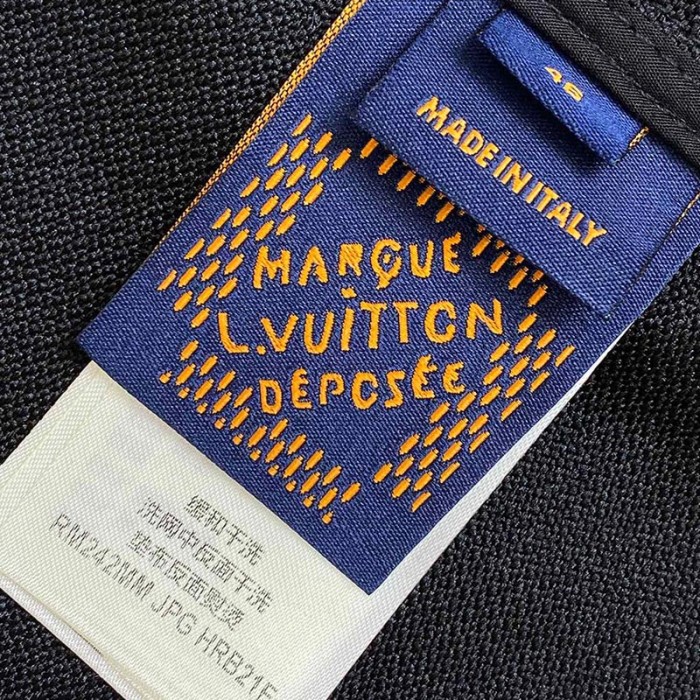 48
MADE IN ITALY
MARQUE
L.VUITTON
DÉPOSÉE
缓和干洗
洗网中反面干洗
垫布反面熨烫
RM242MM JPG HRB21E